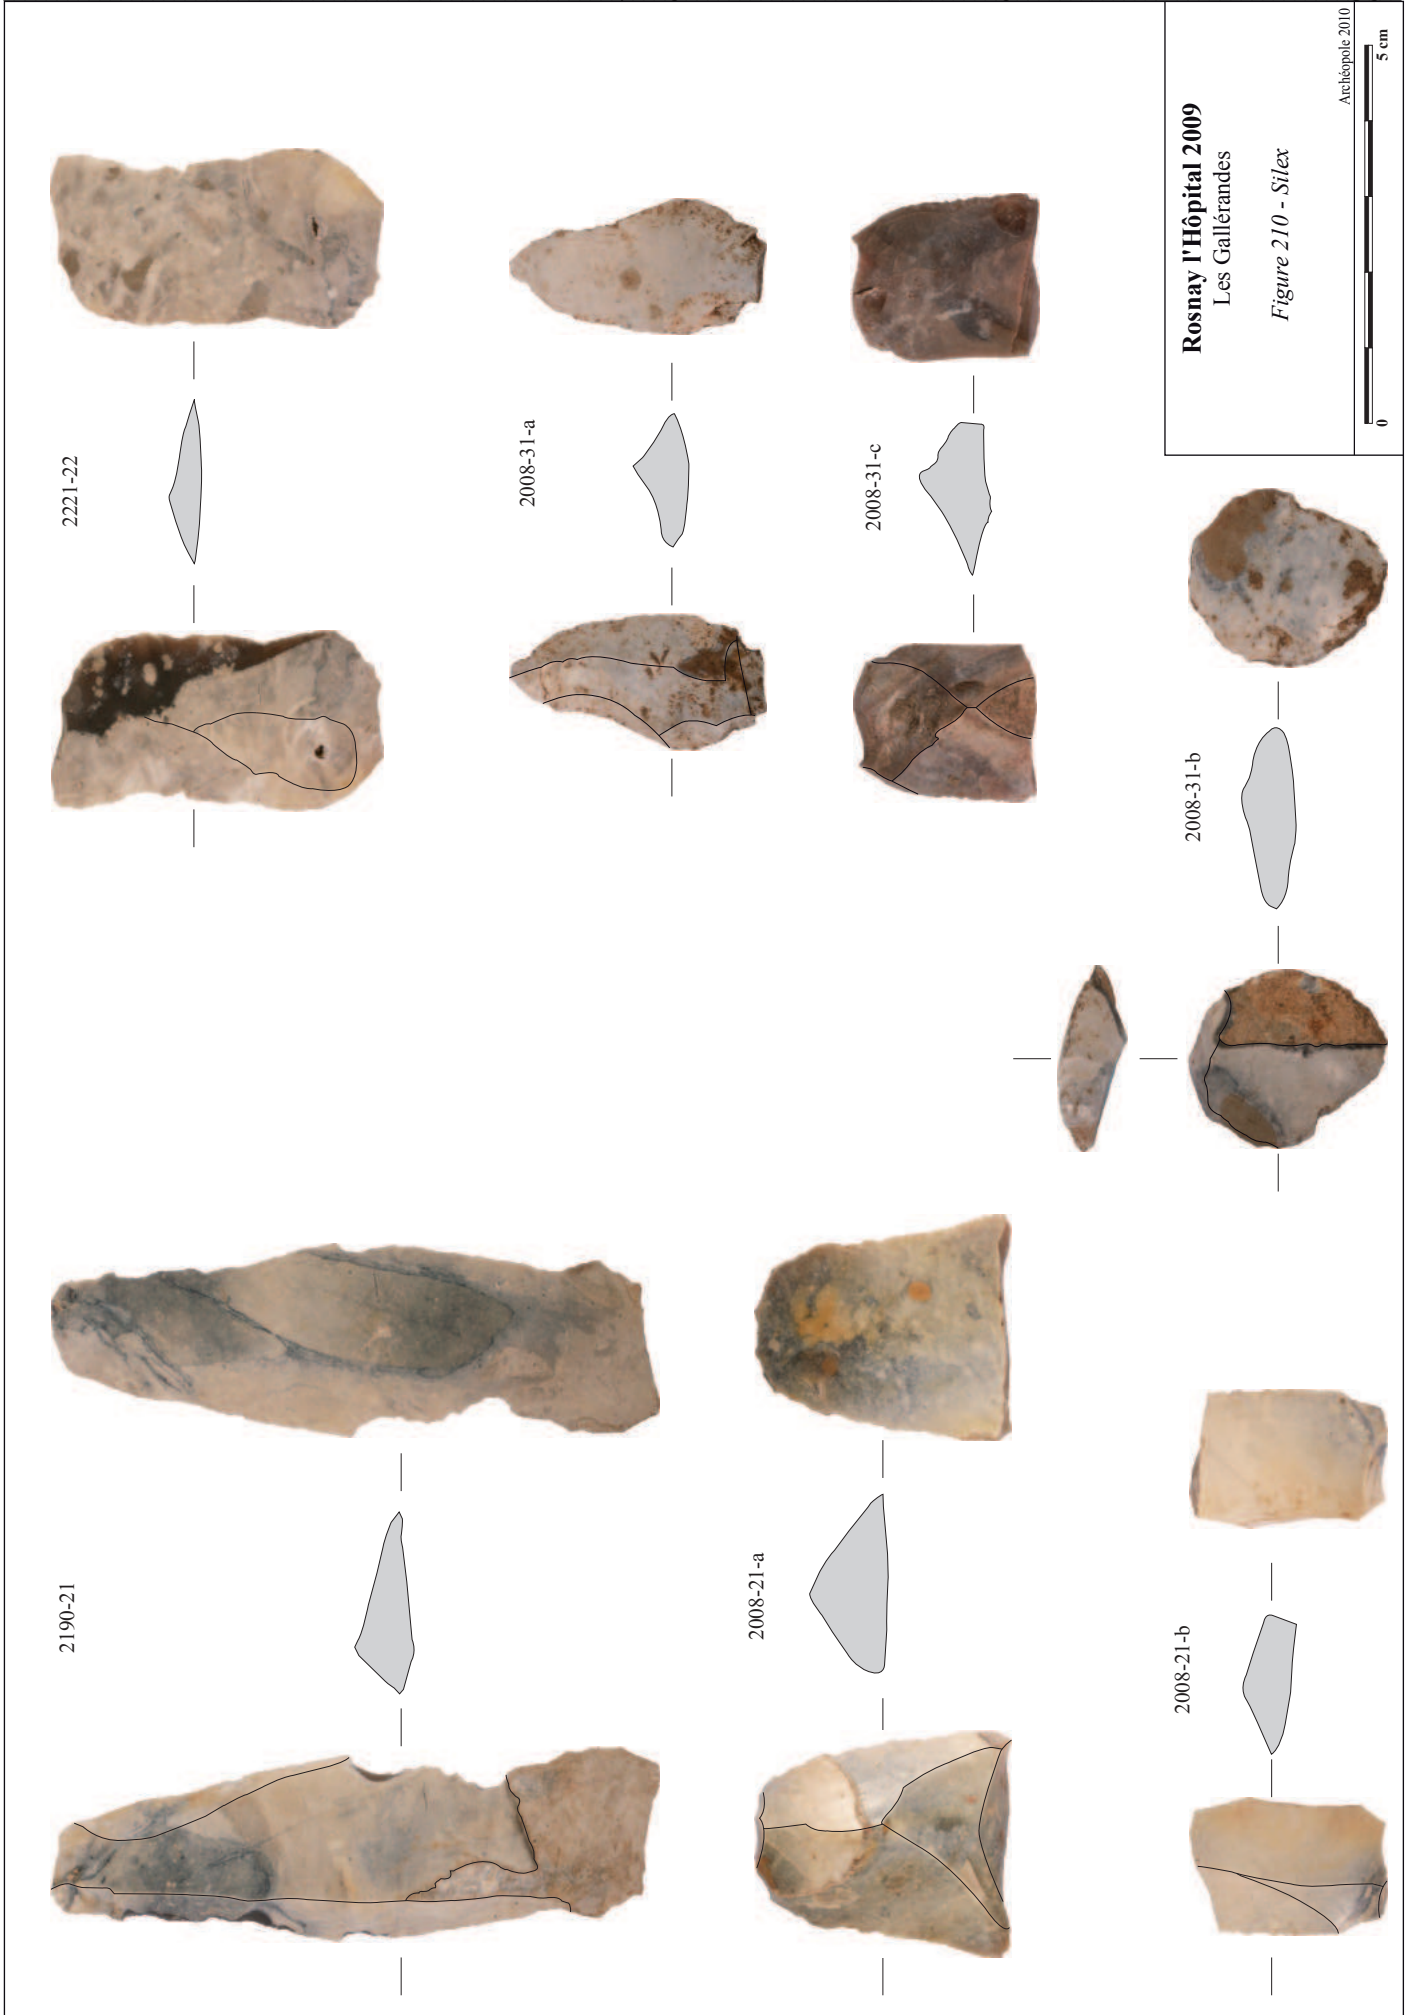 2190-21
2221-22
2008-21-a
2008-31-a
2008-31-c
2008-21-b
2008-31-b
Rosnay l'Hôpital 2009
Les Gallérandes
Figure 210 - Silex
Archéopole 2010
0
5 cm